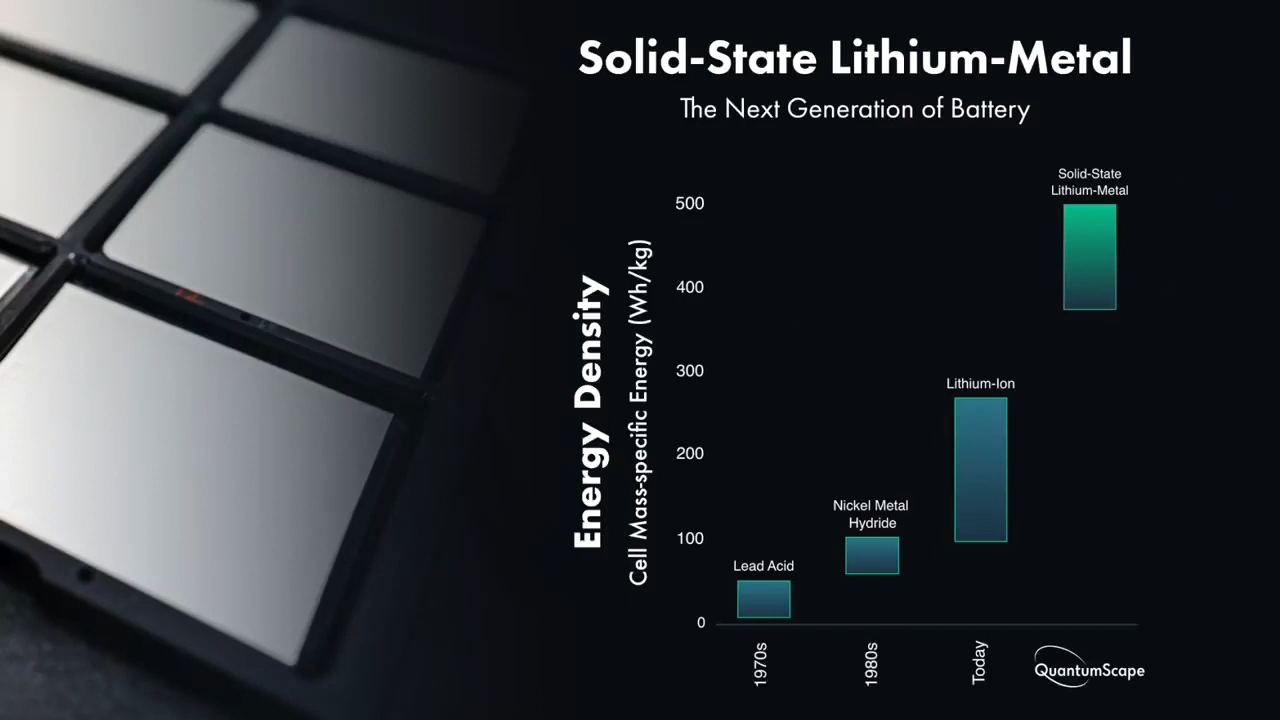 Solid-State Lithium-Metal
The Next Generation of Battery
Energy Density
Cell Mass-specific Energy (Wh/kg)
500
400
300
200
100
0
Lead Acid
Nickel Metal
Hydride
Lithium-Ion
Solid-State
Lithium-Metal
1970s
1980s
Today
QuantumScape